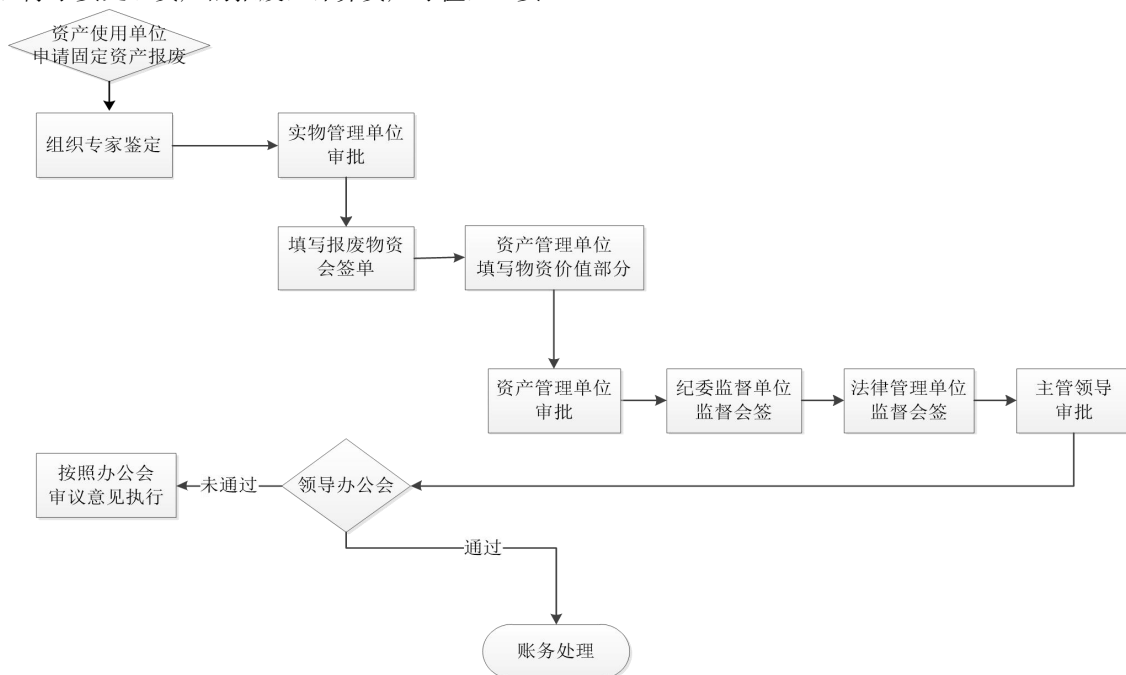 资产使用单位
申请固定资产报废
组织专家鉴定
实物管理单位
审批
填写报废物资
会签单
资产管理单位
填写物资价值部分
资产管理单位
审批
纪委监督单位
监督会签
法律管理单位
监督会签
主管领导
审批
按照办公会
审议意见执行
未通过
领导办公会
通过
账务处理